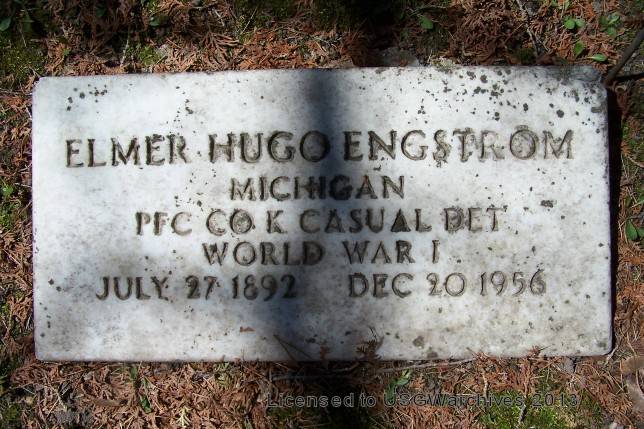 ELMER HUGO ENGSTROM
MICHIGAN
PFC CO K CASUAL DET
WORLD WAR I
JULY 27 1892 DEC 20 1956
Licensed to USGWatchives 2013